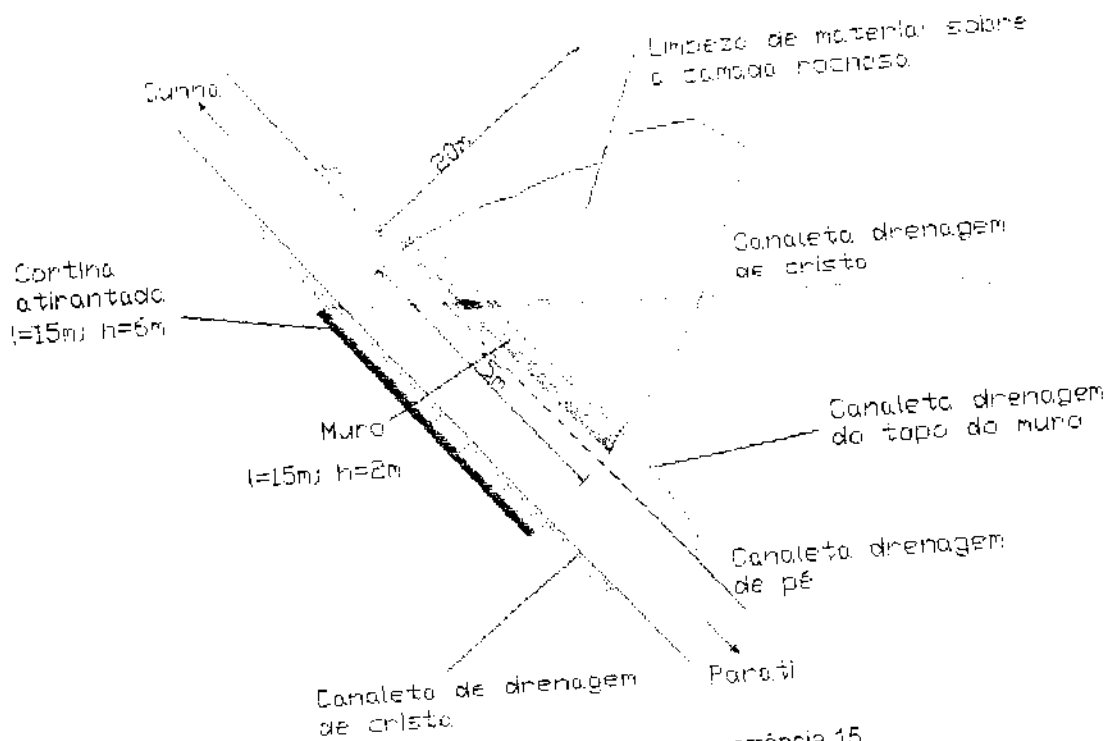 Limpeza de material sobre
a camada rochosa
Cunha
20m
Canaleta drenagem
de crista
Cortina
atirantada
l=15m; h=6m
Canaleta drenagem
do topo do muro
Muro
l=15m; h=2m
Canaleta drenagem
de pé
Parati
Canaleta de drenagem
de crista
15